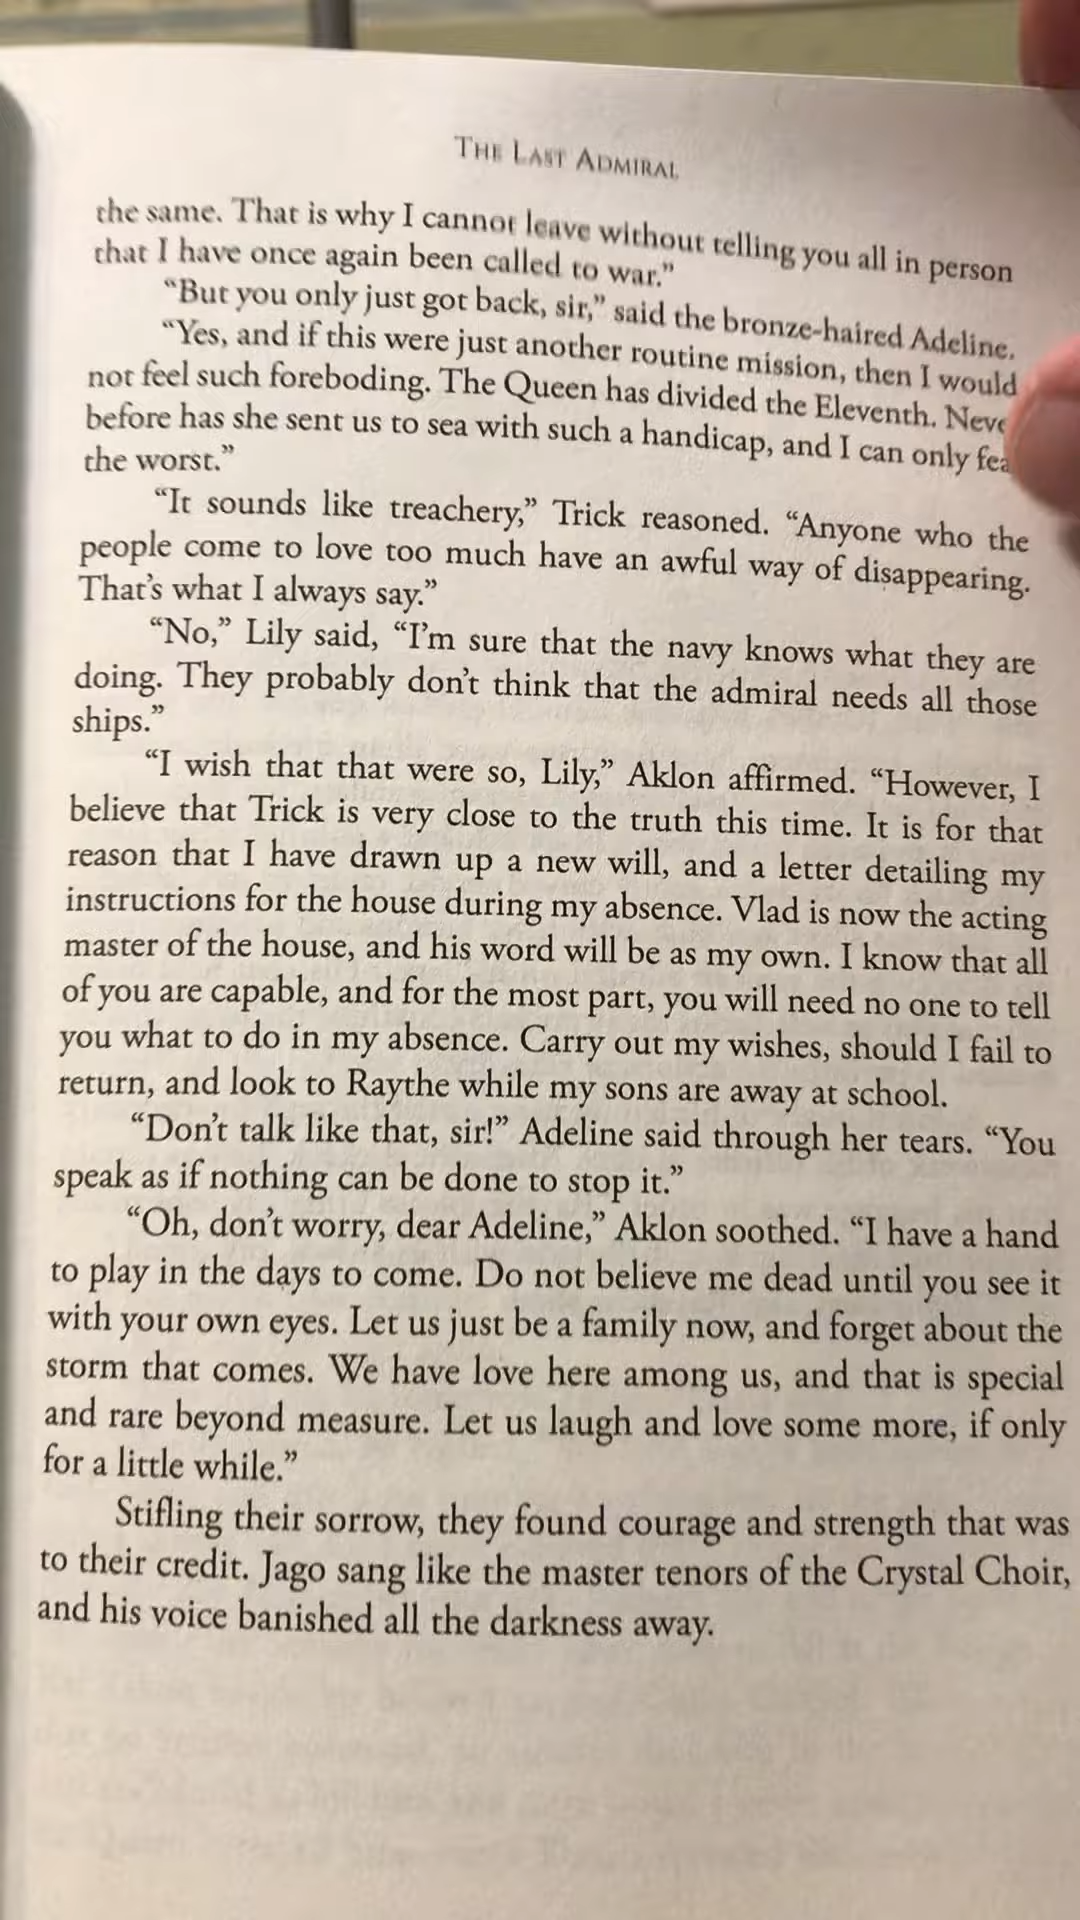 THE LAST ADMIRAL
the same. That is why I cannot leave without telling you all in person
that I have once again been called to war.”
“But you only just got back, sir,” said the bronze-haired Adeline.
“Yes, and if this were just another routine mission, then I would
not feel such foreboding. The Queen has divided the Eleventh. Neve
before has she sent us to sea with such a handicap, and I can only fea
the worst.”
“It sounds like treachery,” Trick reasoned. “Anyone who the
people come to love too much have an awful way of disappearing.
That’s what I always say.”
“No,” Lily said, “I’m sure that the navy knows what they are
doing. They probably don’t think that the admiral needs all those
ships.”
“I wish that that were so, Lily,” Aklon affirmed. “However, I
believe that Trick is very close to the truth this time. It is for that
reason that I have drawn up a new will, and a letter detailing my
instructions for the house during my absence. Vlad is now the acting
master of the house, and his word will be as my own. I know that all
of you are capable, and for the most part, you will need no one to tell
you what to do in my absence. Carry out my wishes, should I fail to
return, and look to Raythe while my sons are away at school.
“Don’t talk like that, sir!” Adeline said through her tears. “You
speak as if nothing can be done to stop it.”
“Oh, don’t worry, dear Adeline,” Aklon soothed. “I have a hand
to play in the days to come. Do not believe me dead until you see it
with your own eyes. Let us just be a family now, and forget about the
storm that comes. We have love here among us, and that is special
and rare beyond measure. Let us laugh and love some more, if only
for a little while.”
Stifling their sorrow, they found courage and strength that was
to their credit. Jago sang like the master tenors of the Crystal Choir,
and his voice banished all the darkness away.